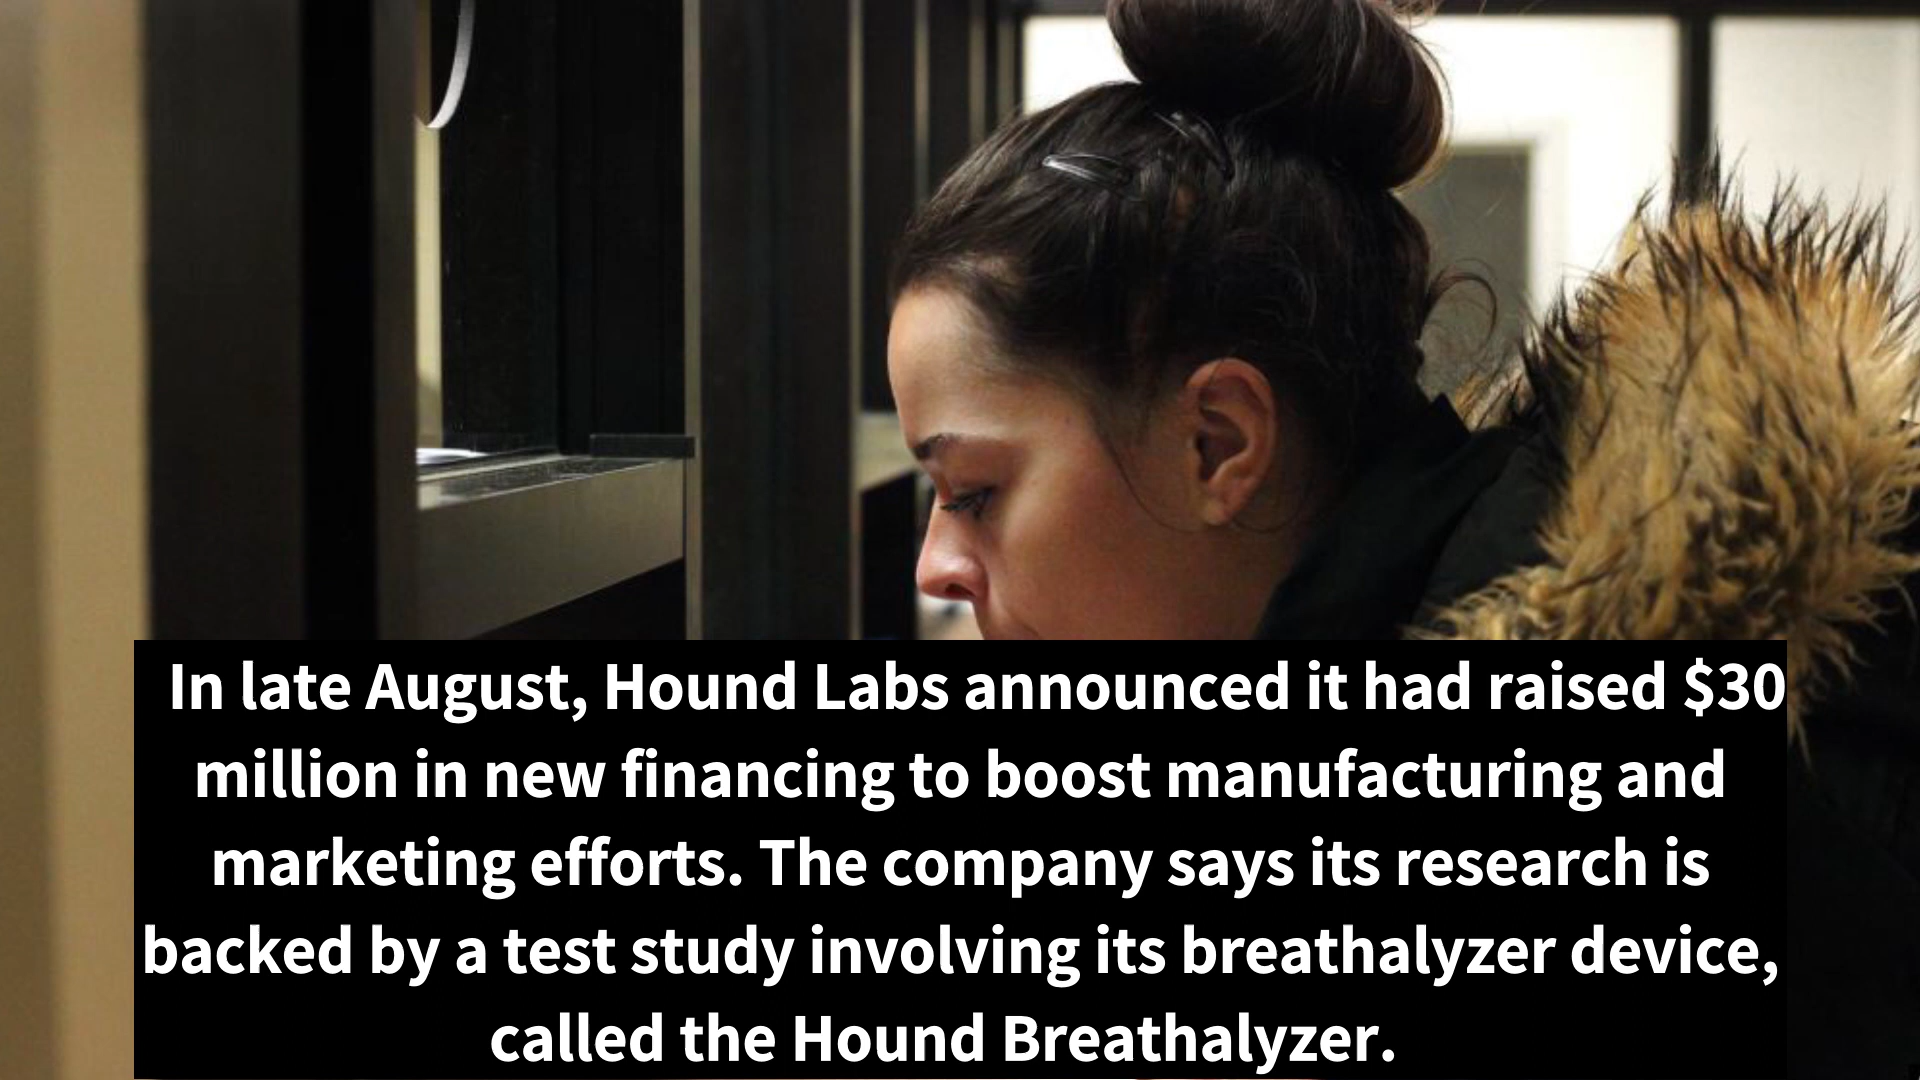 In late August, Hound Labs announced it had raised $30
million in new financing to boost manufacturing and
marketing efforts. The company says its research is
backed by a test study involving its breathalyzer device,
called the Hound Breathalyzer.